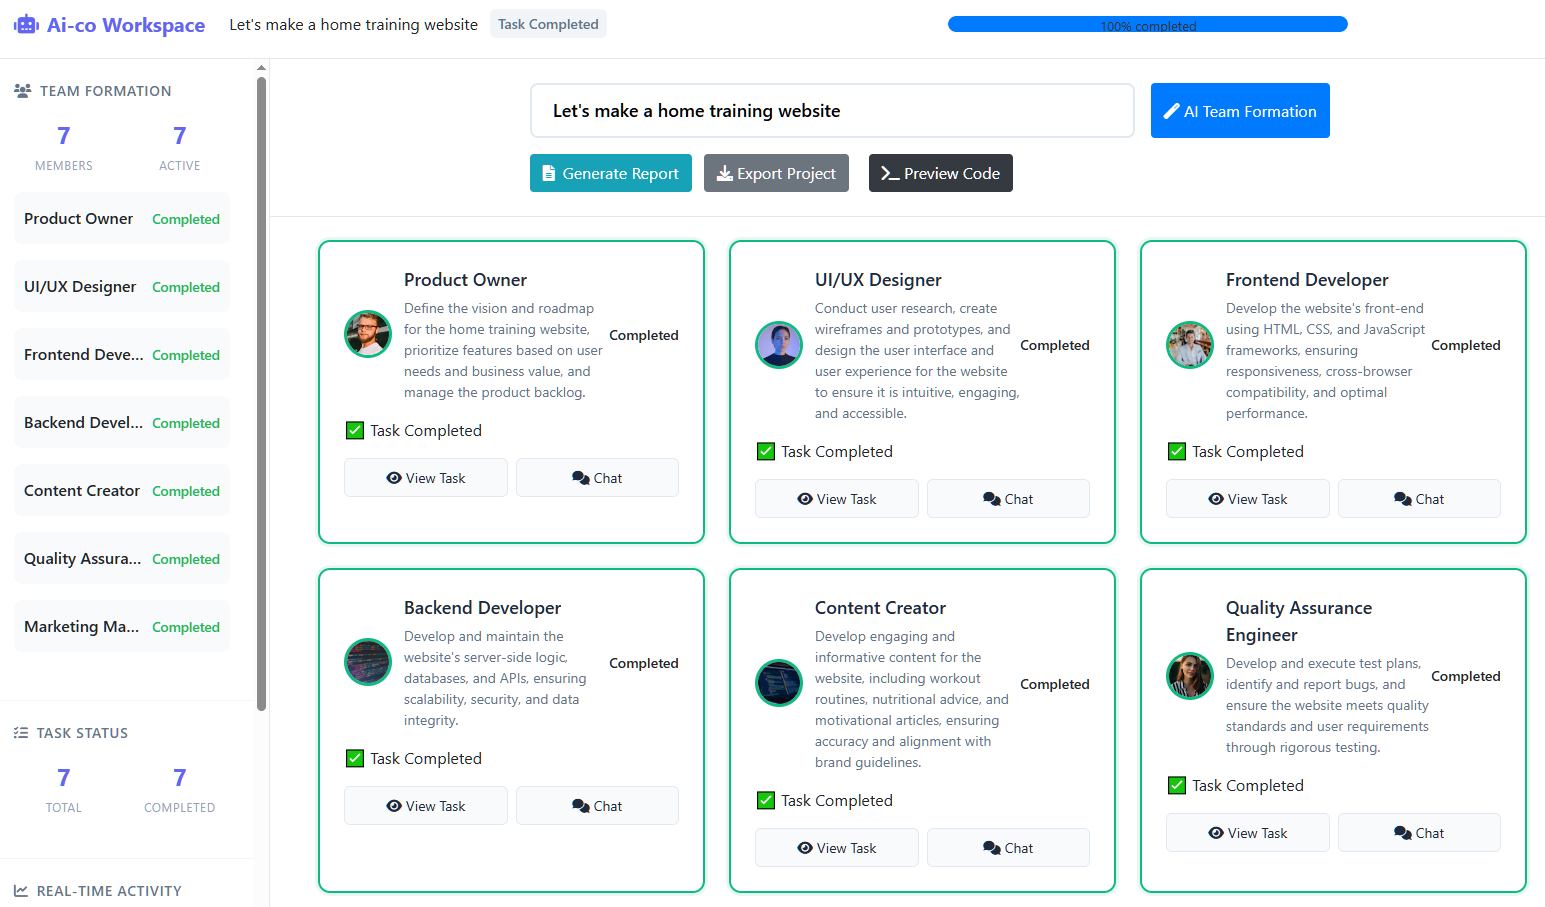 Ai-co Workspace
Let's make a home training website
Task Completed
100% completed
TEAM FORMATION
7
7
MEMBERS
ACTIVE
Product Owner
Completed
UI/UX Designer
Completed
Frontend Deve...
Completed
Backend Devel...
Completed
Content Creator
Completed
Quality Assura...
Completed
Marketing Ma...
Completed
TASK STATUS
7
7
TOTAL
COMPLETED
REAL-TIME ACTIVITY
Let's make a home training website
AI Team Formation
Generate Report
Export Project
Preview Code
Product Owner
Define the vision and roadmap
for the home training website,
prioritize features based on user
needs and business value, and
manage the product backlog.
Completed
✅ Task Completed
View Task
Chat
UI/UX Designer
Conduct user research, create
wireframes and prototypes, and
design the user interface and
user experience for the website
to ensure it is intuitive, engaging,
and accessible.
Completed
✅ Task Completed
View Task
Chat
Frontend Developer
Develop the website's front-end
using HTML, CSS, and JavaScript
frameworks, ensuring
responsiveness, cross-browser
compatibility, and optimal
performance.
Completed
✅ Task Completed
View Task
Chat
Backend Developer
Develop and maintain the
website's server-side logic,
databases, and APIs, ensuring
scalability, security, and data
integrity.
Completed
✅ Task Completed
View Task
Chat
Content Creator
Develop engaging and
informative content for the
website, including workout
routines, nutritional advice, and
motivational articles, ensuring
accuracy and alignment with
brand guidelines.
Completed
✅ Task Completed
View Task
Chat
Quality Assurance
Engineer
Develop and execute test plans,
identify and report bugs, and
ensure the website meets quality
standards and user requirements
through rigorous testing.
Completed
✅ Task Completed
View Task
Chat